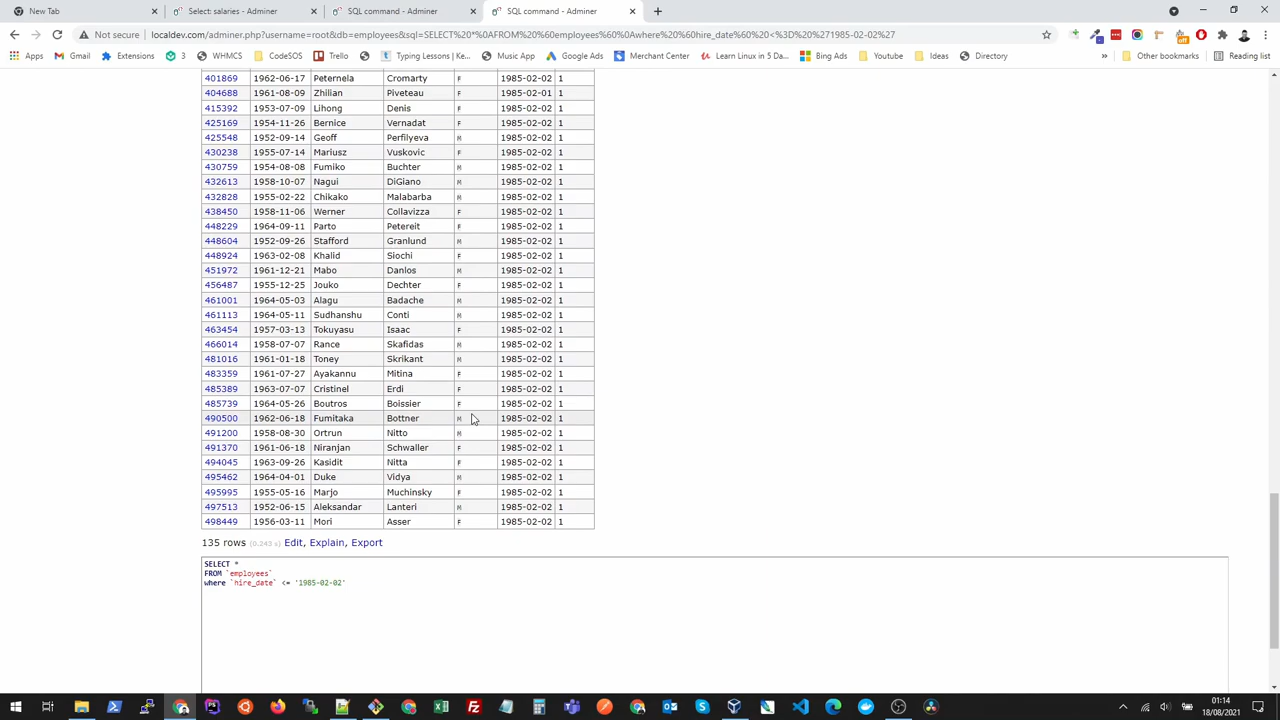 New Tab
Select: salaries - Adminer
SQL command - Adminer
SQL command - Adminer
Not secure
localdev.com/adminer.php?username=root&db=employees&sql=SELECT%20*%0AFROM%20%60employees%60%0Awhere%20%60hire_date%60%20<%3D%20%271985-02-02%27
Apps Gmail Extensions 3 WHMCS CodeSOS Trello Typing Lessons | Ke... Music App Google Ads Merchant Center Learn Linux in 5 Da... Bing Ads Youtube Ideas Directory » Other bookmarks Reading list
401869 1962-06-17 Peternela Cromarty F 1985-02-02 1
404688 1961-08-09 Zhilian Piveteau F 1985-02-01 1
415392 1953-07-09 Lihong Denis F 1985-02-02 1
425169 1954-11-26 Bernice Vernadat F 1985-02-02 1
425548 1952-09-14 Geoff Perfilyeva M 1985-02-02 1
430238 1955-07-14 Mariusz Vuskovic F 1985-02-02 1
430759 1954-08-08 Fumiko Buchter M 1985-02-02 1
432613 1958-10-07 Nagui DiGiano M 1985-02-02 1
432828 1955-02-22 Chikako Malabarba M 1985-02-02 1
438450 1958-11-06 Werner Collavizza F 1985-02-02 1
448229 1964-09-11 Parto Petereit F 1985-02-02 1
448604 1952-09-26 Stafford Granlund M 1985-02-02 1
448924 1963-02-08 Khalid Siochi F 1985-02-02 1
451972 1961-12-21 Mabo Danlos M 1985-02-02 1
456487 1955-12-25 Jouko Dechter F 1985-02-02 1
461001 1964-05-03 Alagu Badache M 1985-02-02 1
461113 1964-05-11 Sudhanshu Conti M 1985-02-02 1
463454 1957-03-13 Tokuyasu Isaac F 1985-02-02 1
466014 1958-07-07 Rance Skafidas M 1985-02-02 1
481016 1961-01-18 Toney Skrikant M 1985-02-02 1
483359 1961-07-27 Ayakannu Mitina F 1985-02-02 1
485389 1963-07-07 Cristinel Erdi F 1985-02-02 1
485739 1964-05-26 Boutros Boissier F 1985-02-02 1
490500 1962-06-18 Fumitaka Bottner M 1985-02-02 1
491200 1958-08-30 Ortrun Nitto M 1985-02-02 1
491370 1961-06-18 Niranjan Schwaller F 1985-02-02 1
494045 1963-09-26 Kasidit Nitta F 1985-02-02 1
495462 1964-04-01 Duke Vidya M 1985-02-02 1
495995 1955-05-16 Marjo Muchinsky F 1985-02-02 1
497513 1952-06-15 Aleksandar Lanteri M 1985-02-02 1
498449 1956-03-11 Mori Asser F 1985-02-02 1
135 rows (0.243 s) Edit, Explain, Export
SELECT *
FROM `employees`
where `hire_date` <= '1985-02-02'
01:14
18/08/2021